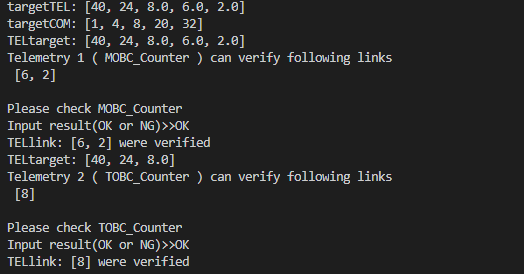 targetTEL: [40, 24, 8.0, 6.0, 2.0]
targetCOM: [1, 4, 8, 20, 32]
TELtarget: [40, 24, 8.0, 6.0, 2.0]
Telemetry 1 ( MOBC_Counter ) can verify following links
[6, 2]
Please check MOBC_Counter
Input result(OK or NG)>>OK
TELlink: [6, 2] were verified
TELtarget: [40, 24, 8.0]
Telemetry 2 ( TOBC_Counter ) can verify following links
[8]
Please check TOBC_Counter
Input result(OK or NG)>>OK
TELlink: [8] were verified